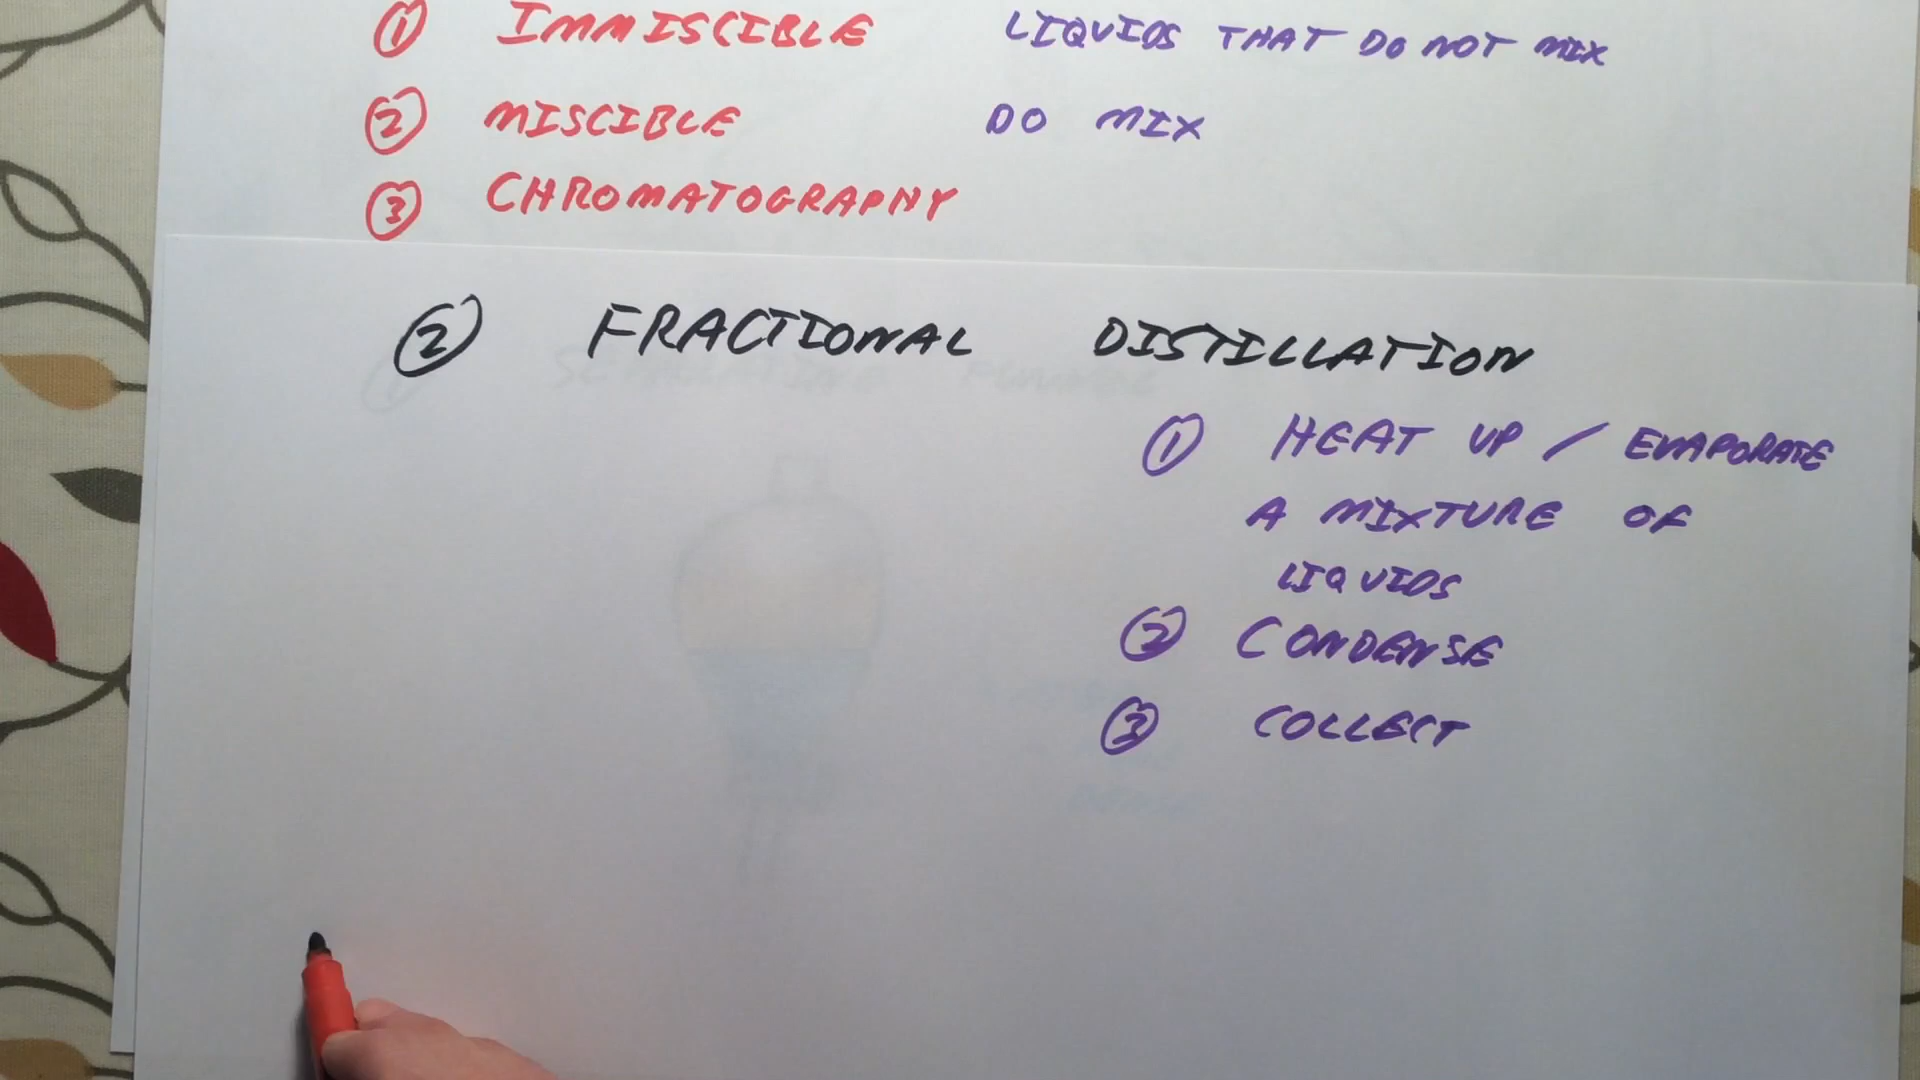 ① IMMISCIBLE LIQUIDS THAT DO NOT MIX
② MISCIBLE DO MIX
③ CHROMATOGRAPHY
② FRACTIONAL DISTILLATION
① HEAT UP / EVAPORATE
A MIXTURE OF
LIQUIDS
② CONDENSE
③ COLLECT